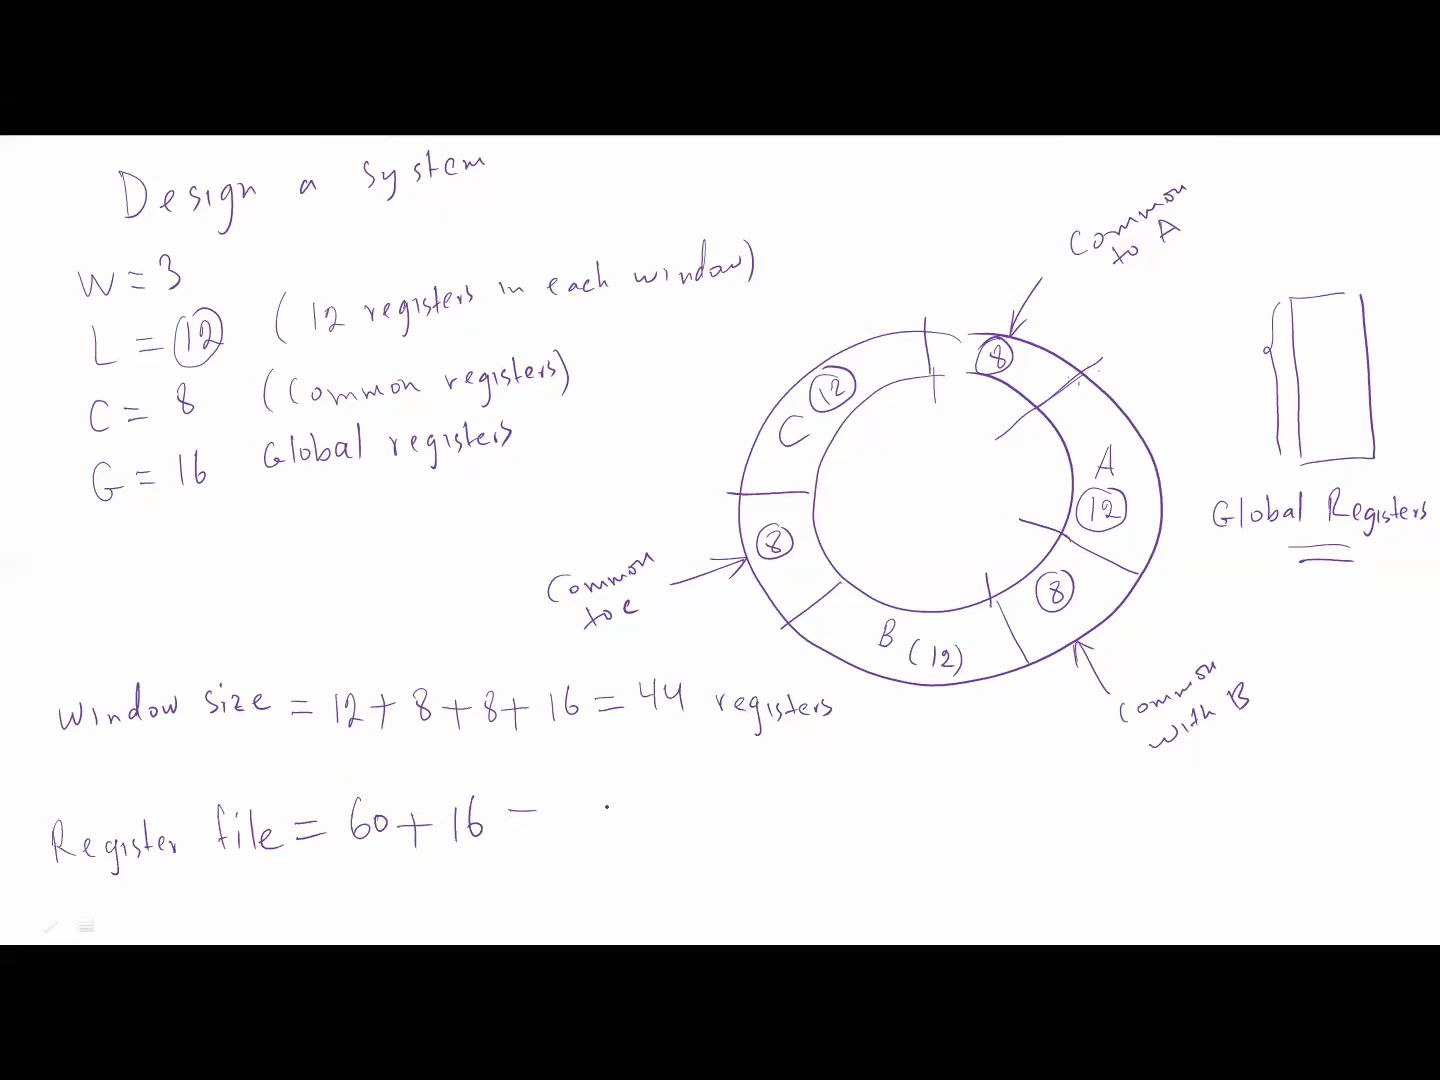 Design a system
W = 3
L = 12 (12 registers in each window)
C = 8 (Common registers)
G = 16 Global registers
Common
to A
8
12
C
A
12
Global Registers
8
Common
to C
8
B (12)
Common
with B
Window size = 12 + 8 + 8 + 16 = 44 registers
Register file = 60 + 16 =